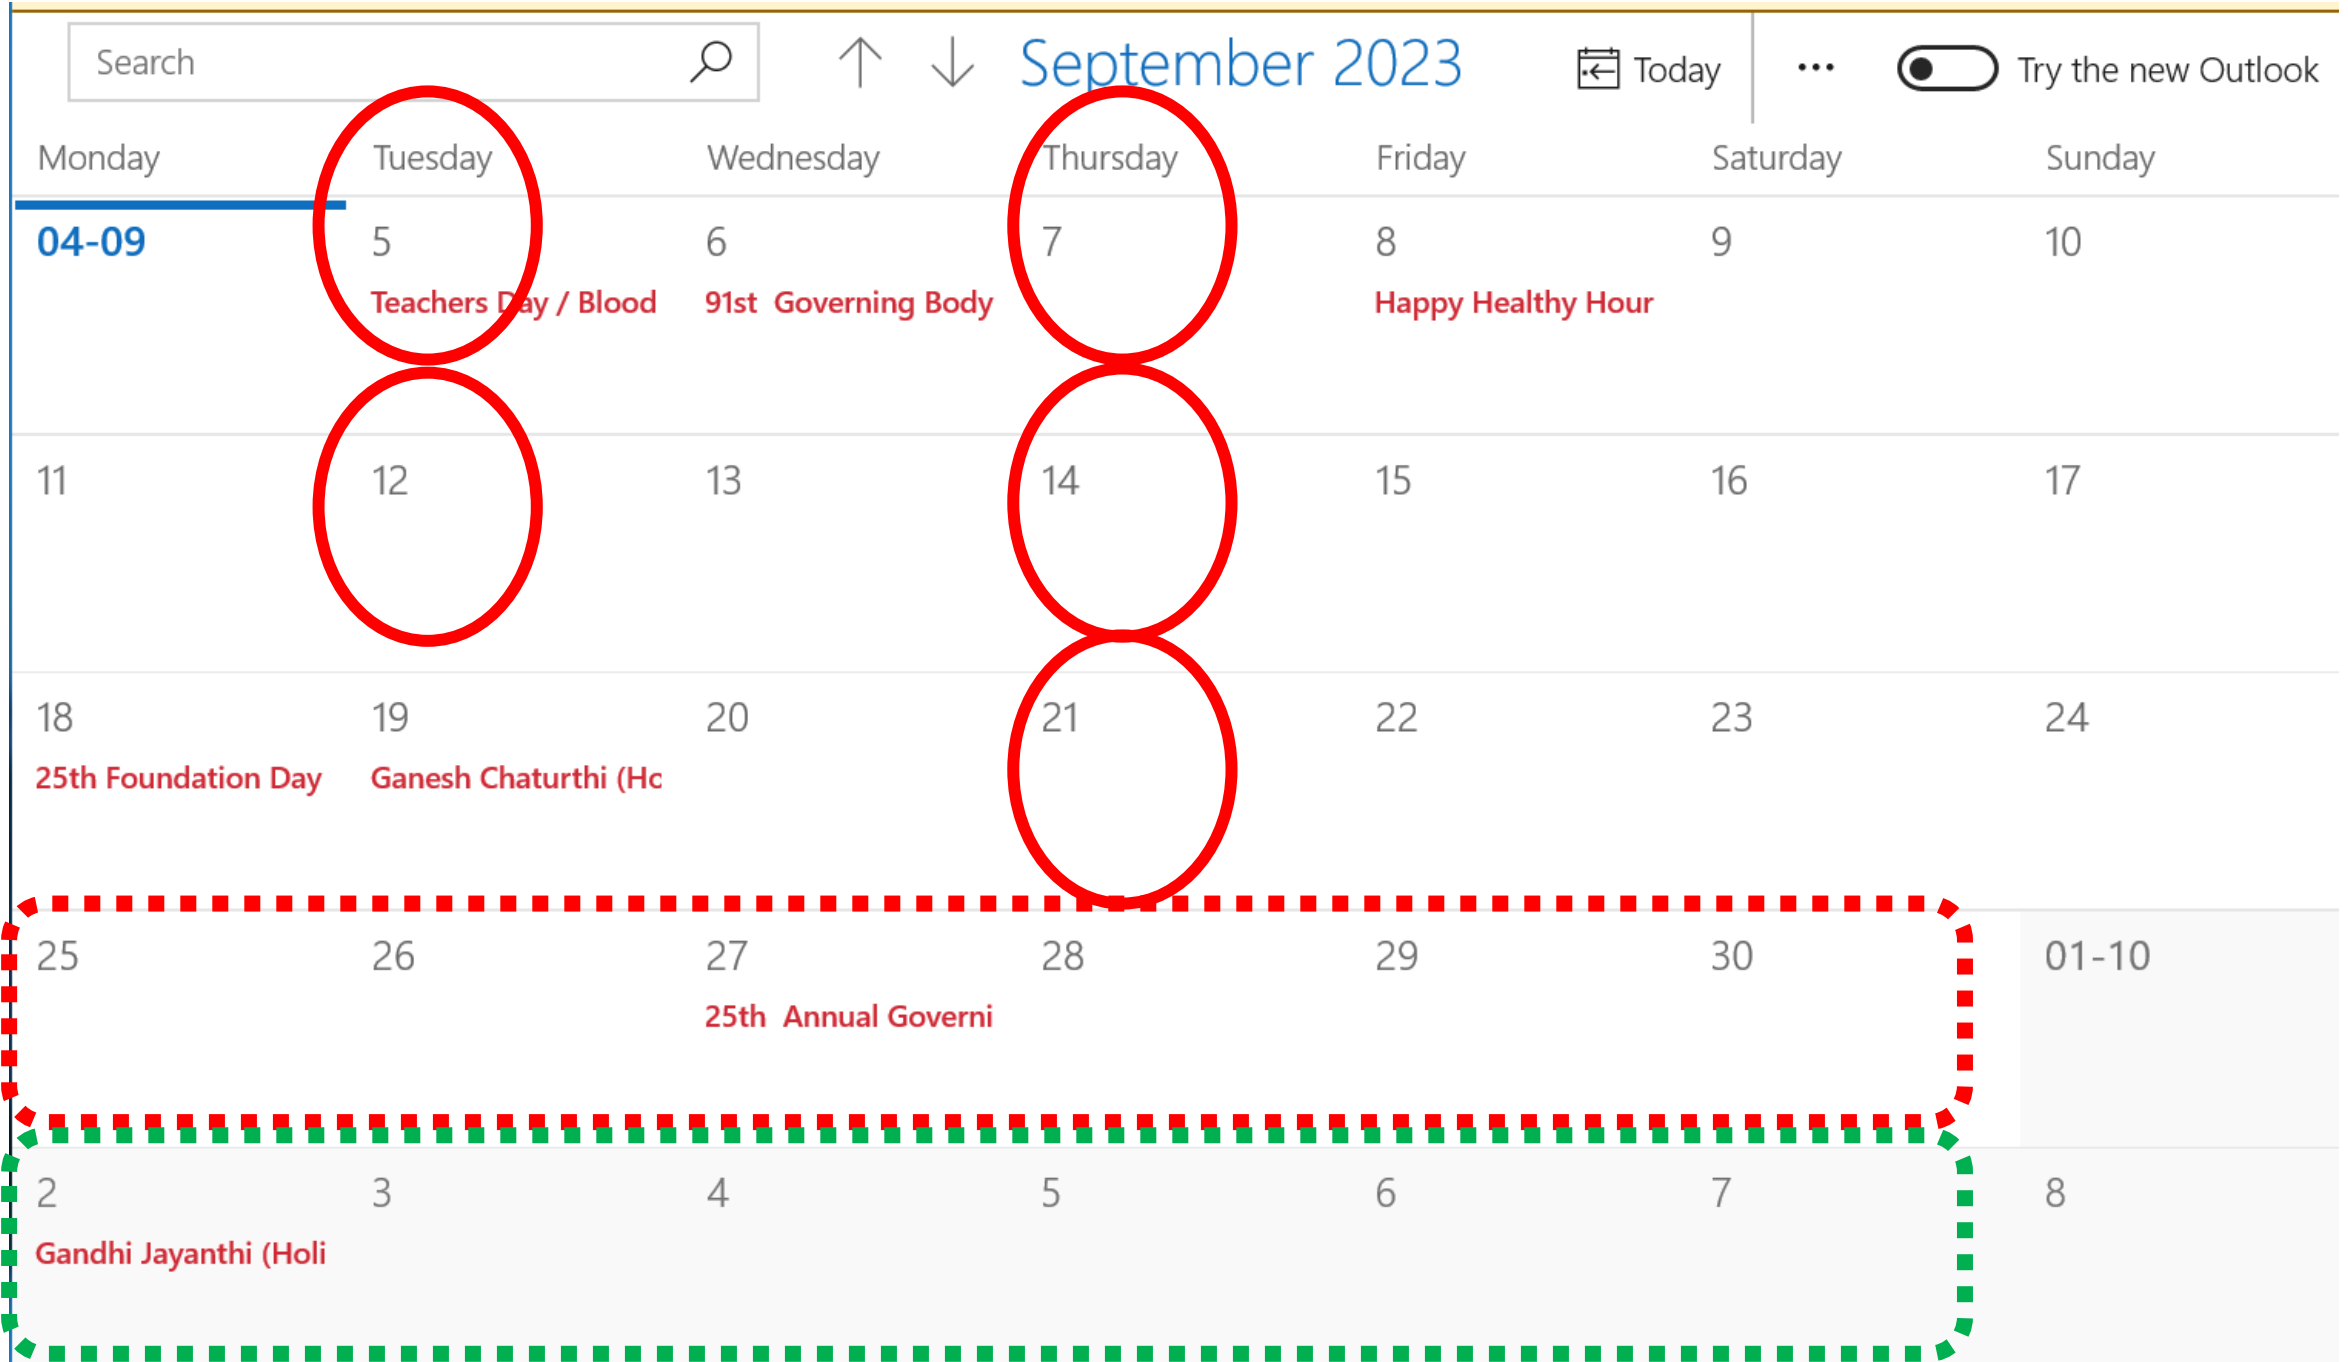 Search September 2023 Today ... Try the new Outlook
Monday Tuesday Wednesday Thursday Friday Saturday Sunday
04-09 5 6 7 8 9 10
Teachers Day / Blood 91st Governing Body Happy Healthy Hour
11 12 13 14 15 16 17
18 19 20 21 22 23 24
25th Foundation Day Ganesh Chaturthi (Hc
25 26 27 28 29 30 01-10
25th Annual Governi
2 3 4 5 6 7 8
Gandhi Jayanthi (Holi